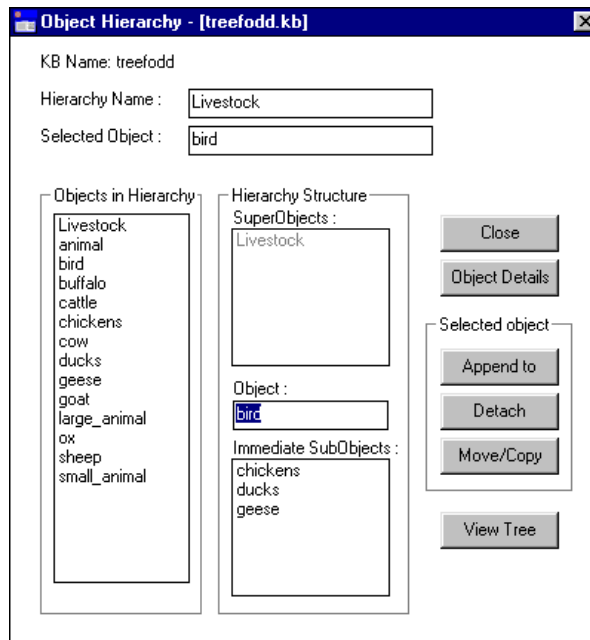 Object Hierarchy - [treefodd.kb]
KB Name: treefodd
Hierarchy Name :
Livestock
Selected Object :
bird
Objects in Hierarchy
Livestock
animal
bird
buffalo
cattle
chickens
cow
ducks
geese
goat
large_animal
ox
sheep
small_animal
Hierarchy Structure
SuperObjects :
Livestock
Object :
bird
Immediate SubObjects :
chickens
ducks
geese
Close
Object Details
Selected object
Append to
Detach
Move/Copy
View Tree